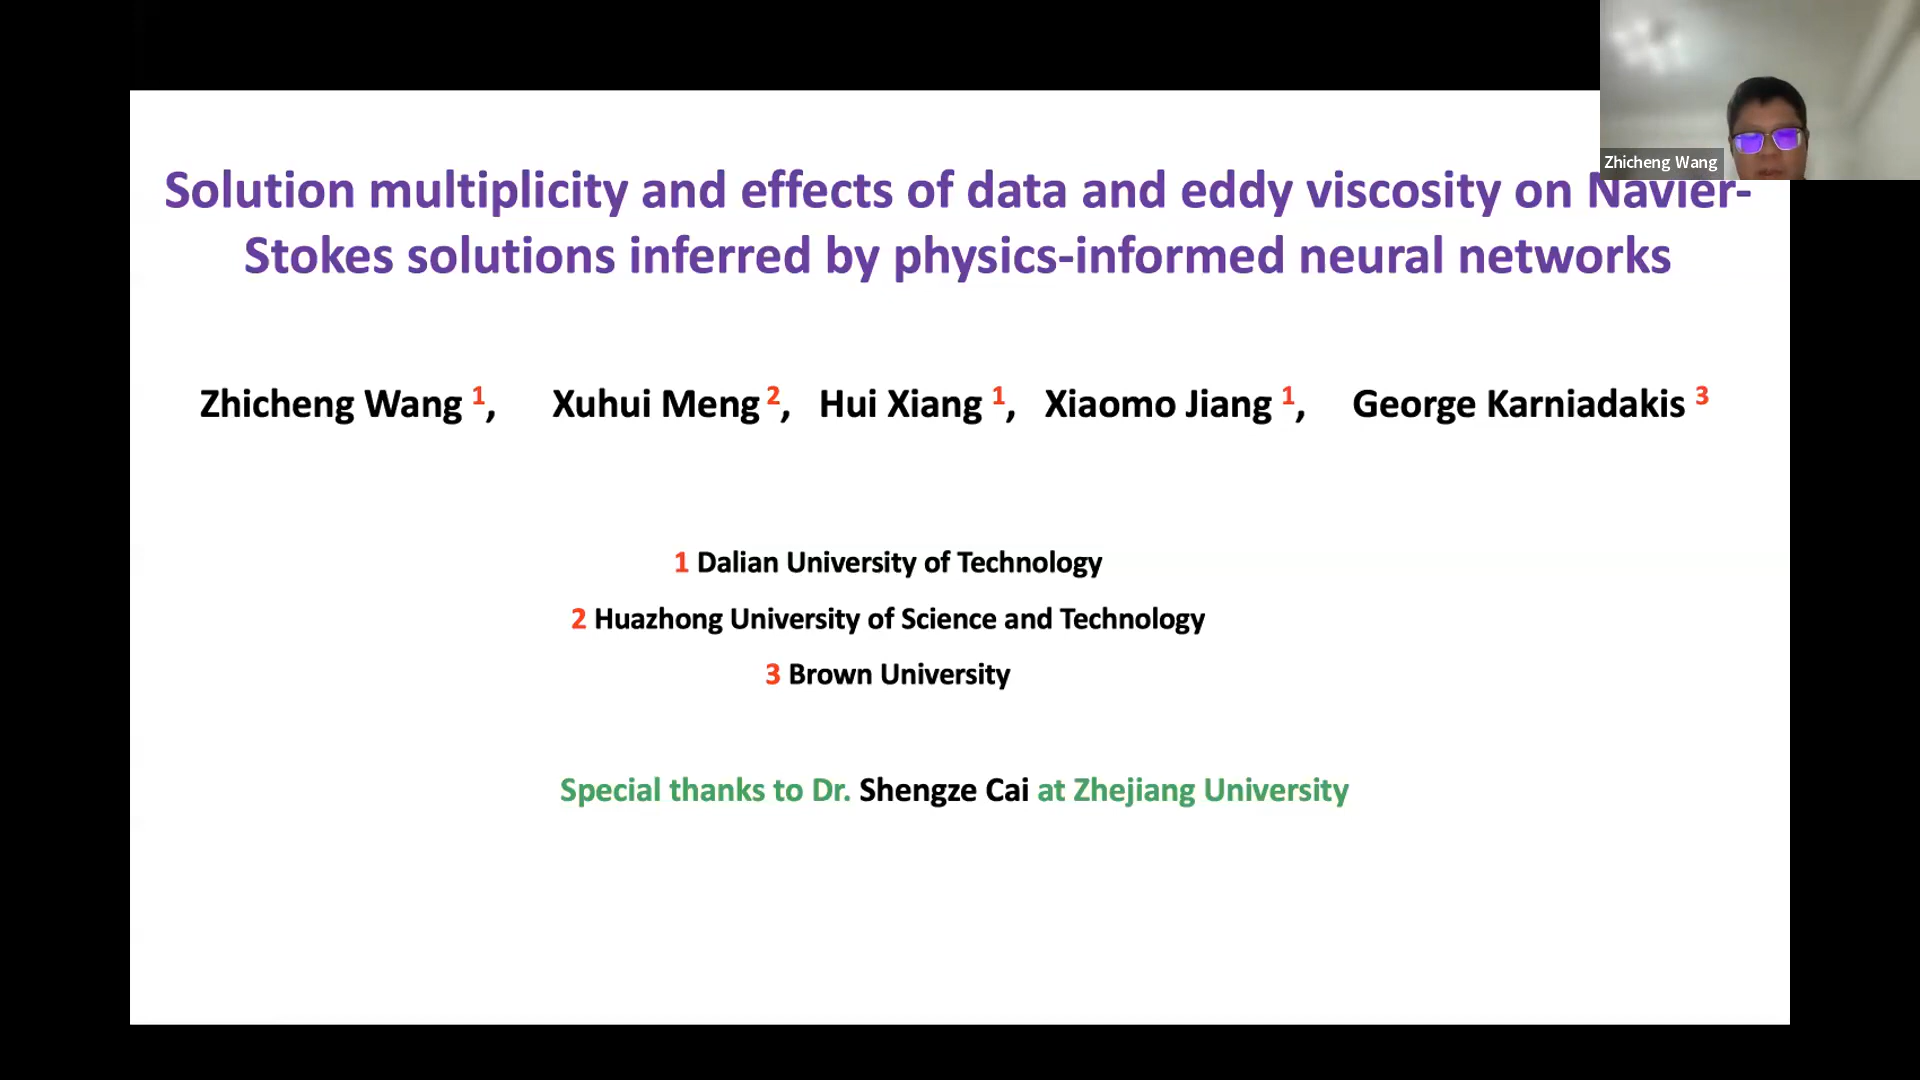 Zhicheng Wang
Solution multiplicity and effects of data and eddy viscosity on Navier-
Stokes solutions inferred by physics-informed neural networks
Zhicheng Wang 1, Xuhui Meng 2, Hui Xiang 1, Xiaomo Jiang 1, George Karniadakis 3
1 Dalian University of Technology
2 Huazhong University of Science and Technology
3 Brown University
Special thanks to Dr. Shengze Cai at Zhejiang University